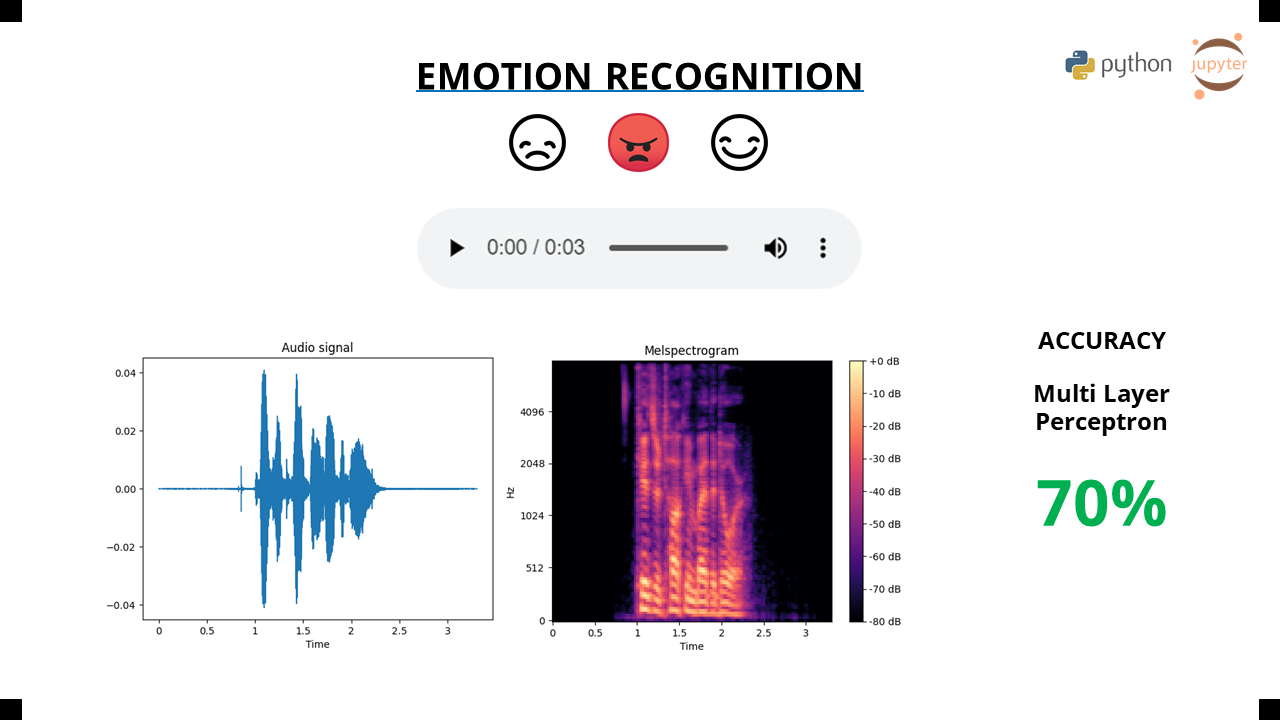 EMOTION RECOGNITION
python
jupyter
0:00 / 0:03
Audio signal
0.04
0.02
0.00
−0.02
−0.04
0 0.5 1 1.5 2 2.5 3
Time
Melspectrogram
Hz
4096
2048
1024
512
0
0 0.5 1 1.5 2 2.5 3
Time
+0 dB
-10 dB
-20 dB
-30 dB
-40 dB
-50 dB
-60 dB
-70 dB
-80 dB
ACCURACY
Multi Layer
Perceptron
70%